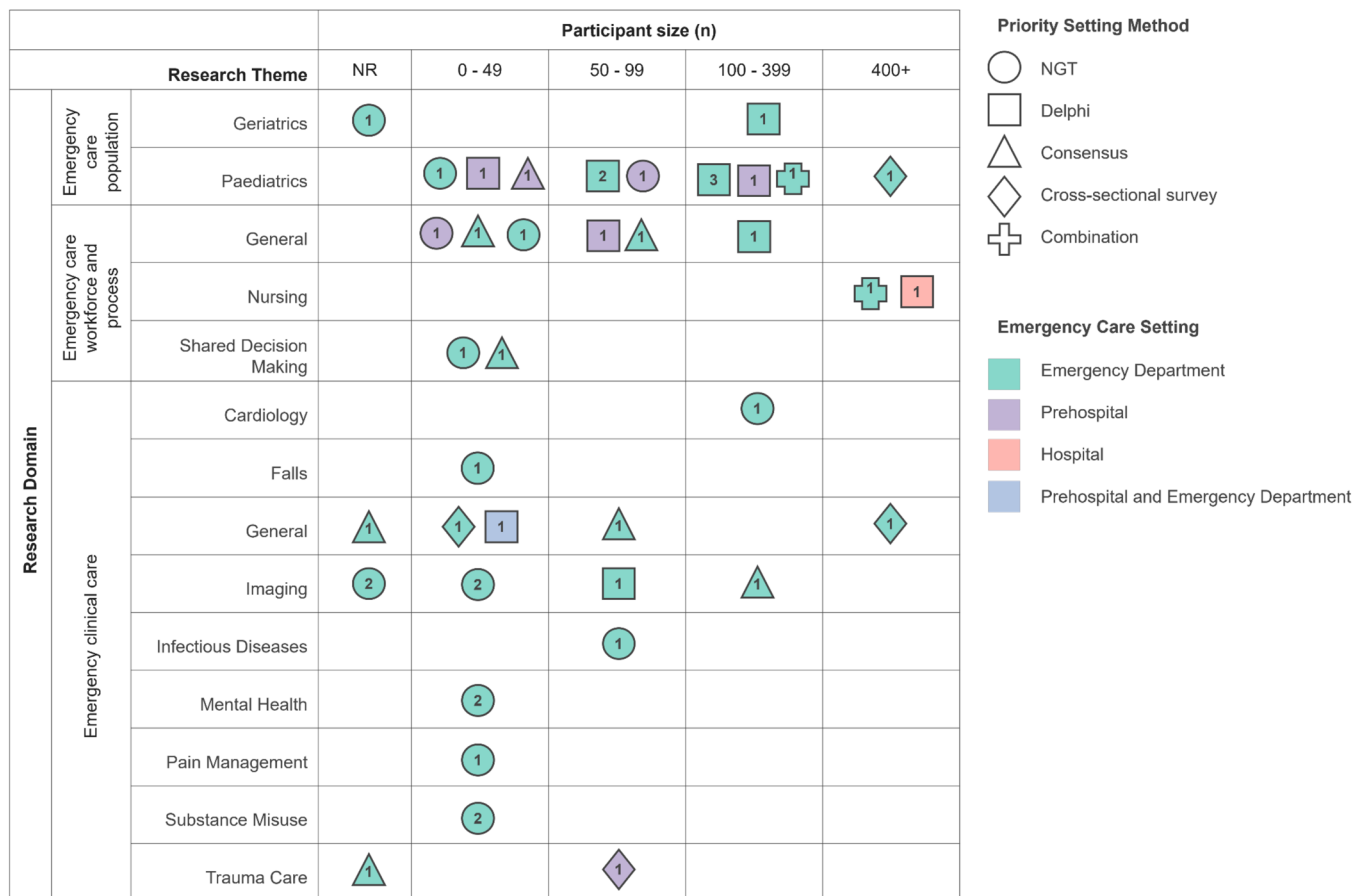 Participant size (n)
Research Theme NR 0 - 49 50 - 99 100 - 399 400+
Research Domain
Emergency care population
Geriatrics 1 1
Paediatrics 1 1 1 2 1 3 1 1 1
Emergency care workforce and process
General 1 1 1 1 1 1
Nursing 1 1
Shared Decision
Making 1 1
Emergency clinical care
Cardiology 1
Falls 1
General 1 1 1 1 1
Imaging 2 2 1 1
Infectious Diseases 1
Mental Health 2
Pain Management 1
Substance Misuse 2
Trauma Care 1 1
Priority Setting Method
NGT
Delphi
Consensus
Cross-sectional survey
Combination
Emergency Care Setting
Emergency Department
Prehospital
Hospital
Prehospital and Emergency Department